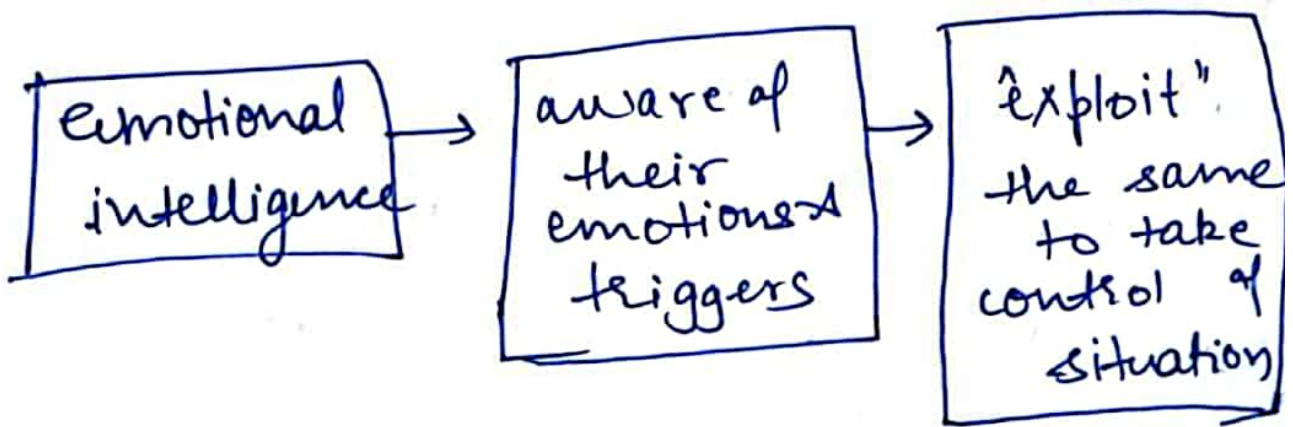 emotional
intelligence
aware of
their
emotions &
triggers
"exploit"
the same
to take
control of
situation